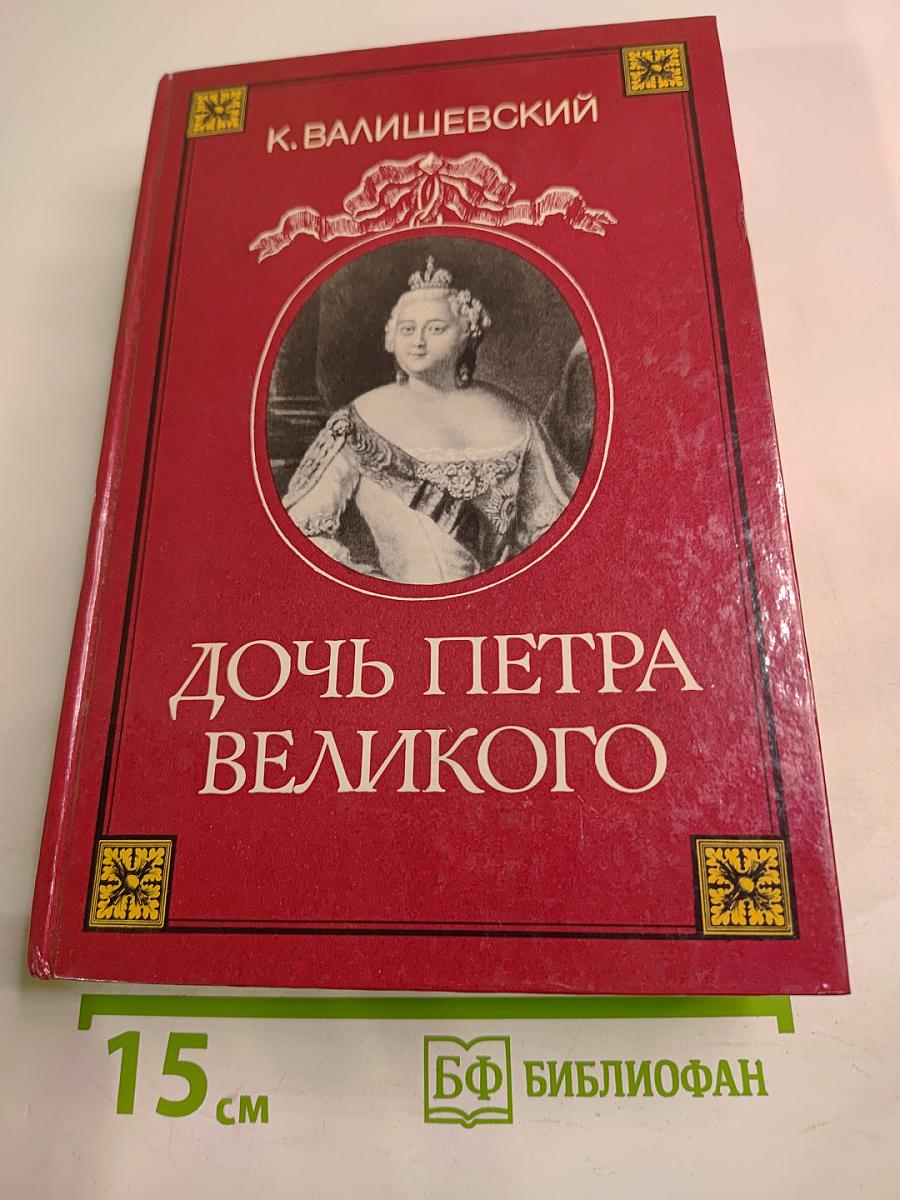 К. ВАЛИШЕВСКИЙ
ДОЧЬ ПЕТРА
ВЕЛИКОГО
15 см
БФ БИБЛИОФАН